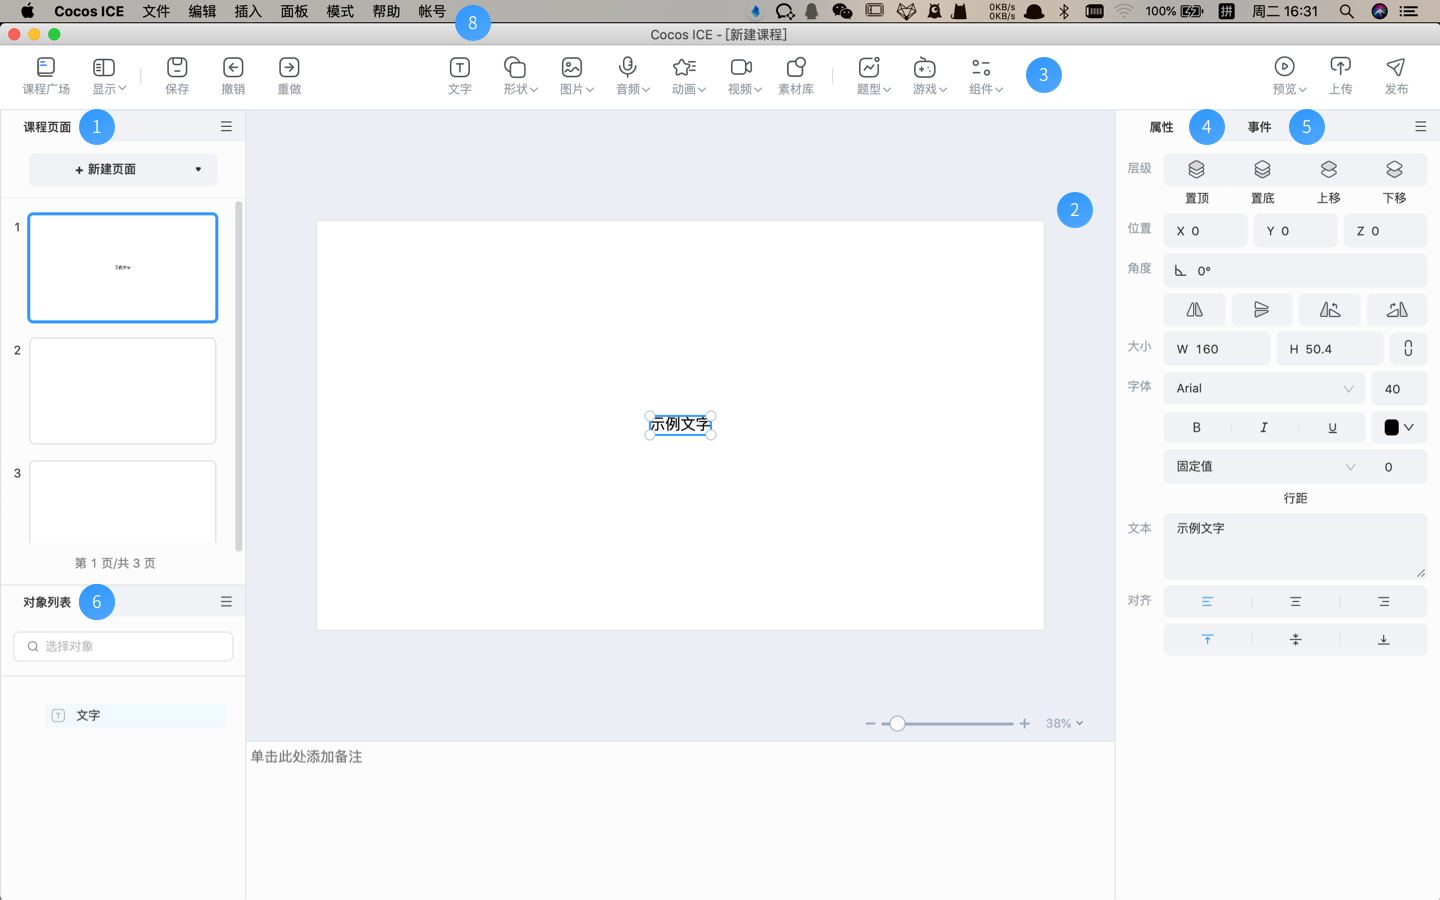 Cocos ICE 文件 编辑 插入 面板 模式 帮助 帐号 8 0KB/s 0KB/s 100% 拼 周二 16:31
Cocos ICE - [新建课程]
课程广场 显示 保存 撤销 重做 文字 形状 图片 音频 动画 视频 素材库 题型 游戏 组件 3 预览 上传 发布
课程页面 1
+ 新建页面
1
示例文字
2
3
第 1 页/共 3 页
对象列表 6
选择对象
文字
2
示例文字
38%
单击此处添加备注
属性 4 事件 5
层级
置顶 置底 上移 下移
位置 X 0 Y 0 Z 0
角度 0°
大小 W 160 H 50.4
字体 Arial 40
B I U
固定值 0
行距
文本 示例文字
对齐